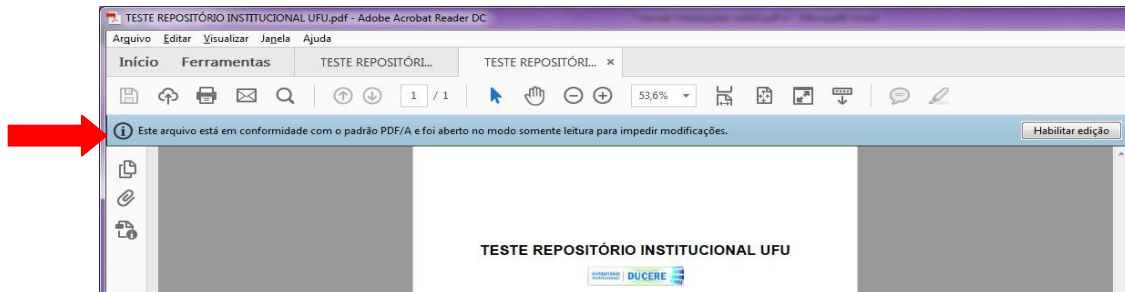 TESTE REPOSITÓRIO INSTITUCIONAL UFU.pdf - Adobe Acrobat Reader DC
Arquivo Editar Visualizar Janela Ajuda
Início Ferramentas TESTE REPOSITÓRI... TESTE REPOSITÓRI... ×
1 / 1 53,6%
Este arquivo está em conformidade com o padrão PDF/A e foi aberto no modo somente leitura para impedir modificações. Habilitar edição
TESTE REPOSITÓRIO INSTITUCIONAL UFU
DUCERE